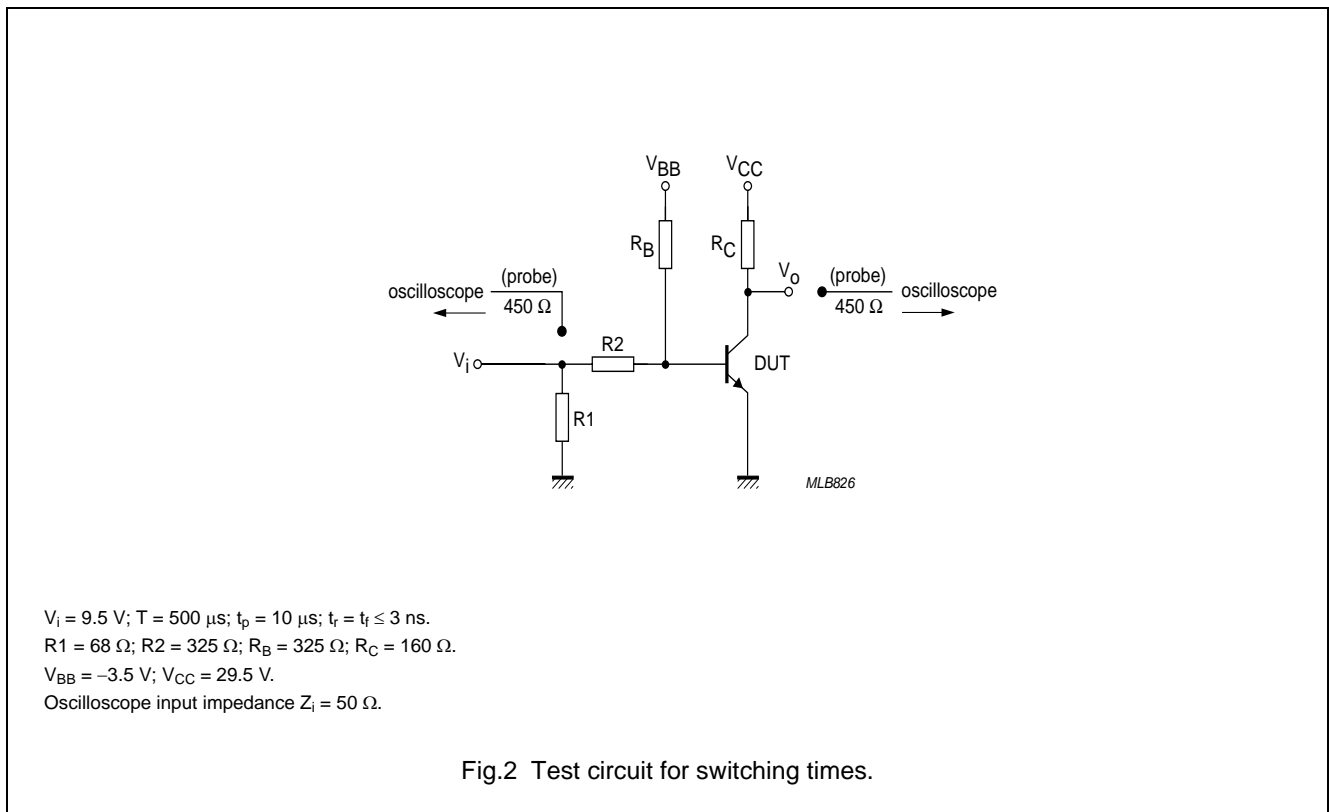 VBB
VCC
RB
RC
Vo
(probe)
450 Ω
oscilloscope
(probe)
450 Ω
oscilloscope
R2
Vi
DUT
R1
MLB826
Vi = 9.5 V; T = 500 μs; tp = 10 μs; tr = tf ≤ 3 ns.
R1 = 68 Ω; R2 = 325 Ω; RB = 325 Ω; RC = 160 Ω.
VBB = −3.5 V; VCC = 29.5 V.
Oscilloscope input impedance Zi = 50 Ω.
Fig.2 Test circuit for switching times.